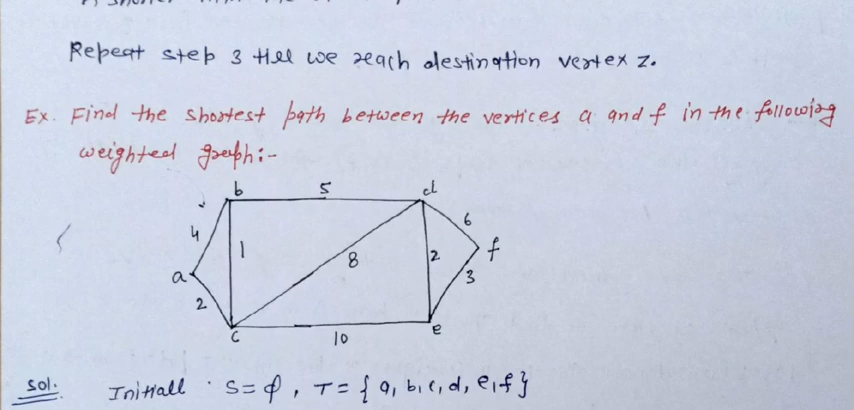 Repeat step 3 till we reach destination vertex z.
Ex. Find the shortest path between the vertices a and f in the following
weighted graph:-
b 5 d
4 1 8 2 6 f
a 3
2
c 10 e
Sol. Initiall S = φ, T = { a, b, c, d, e, f }